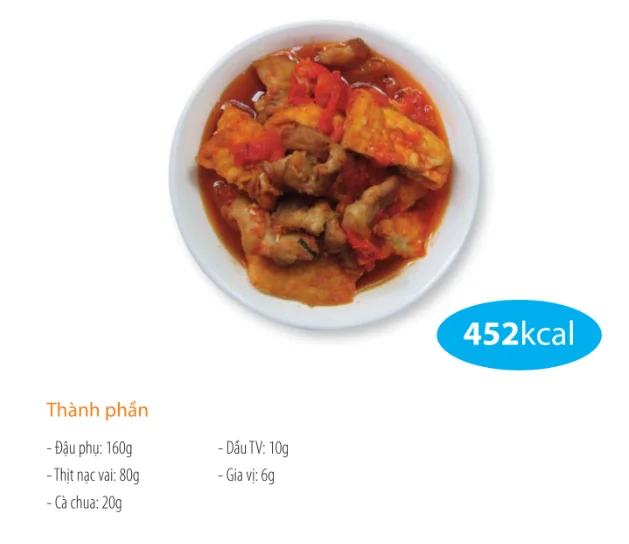 452kcal
Thành phần
- Đậu phụ: 160g
- Thịt nạc vai: 80g
- Cà chua: 20g
- Dầu TV: 10g
- Gia vị: 6g